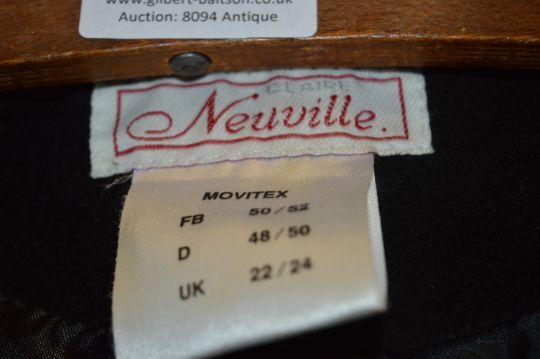 www.gilbert-baitson.co.uk
Auction: 8094 Antique
CLAIRE
Neuville.
MOVITEX
FB 50/52
D 48/50
UK 22/24